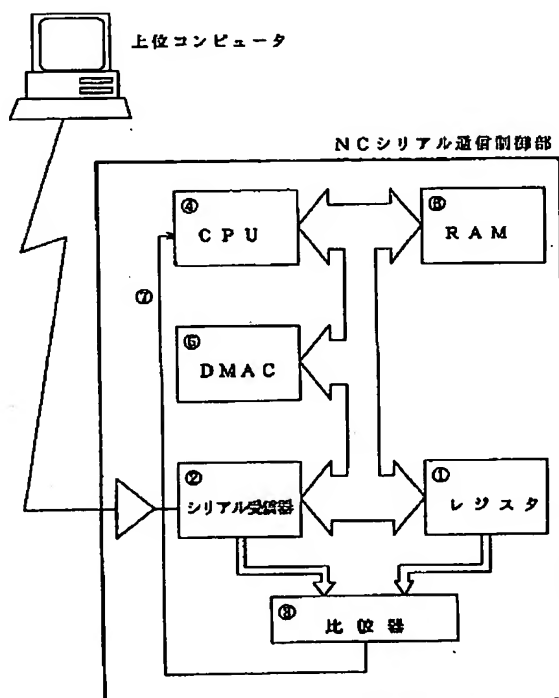 上位コンピュータ
NCシリアル通信制御部
④
CPU
⑥
RAM
⑦
⑤
DMAC
②
シリアル受信器
①
レジスタ
③
比較器